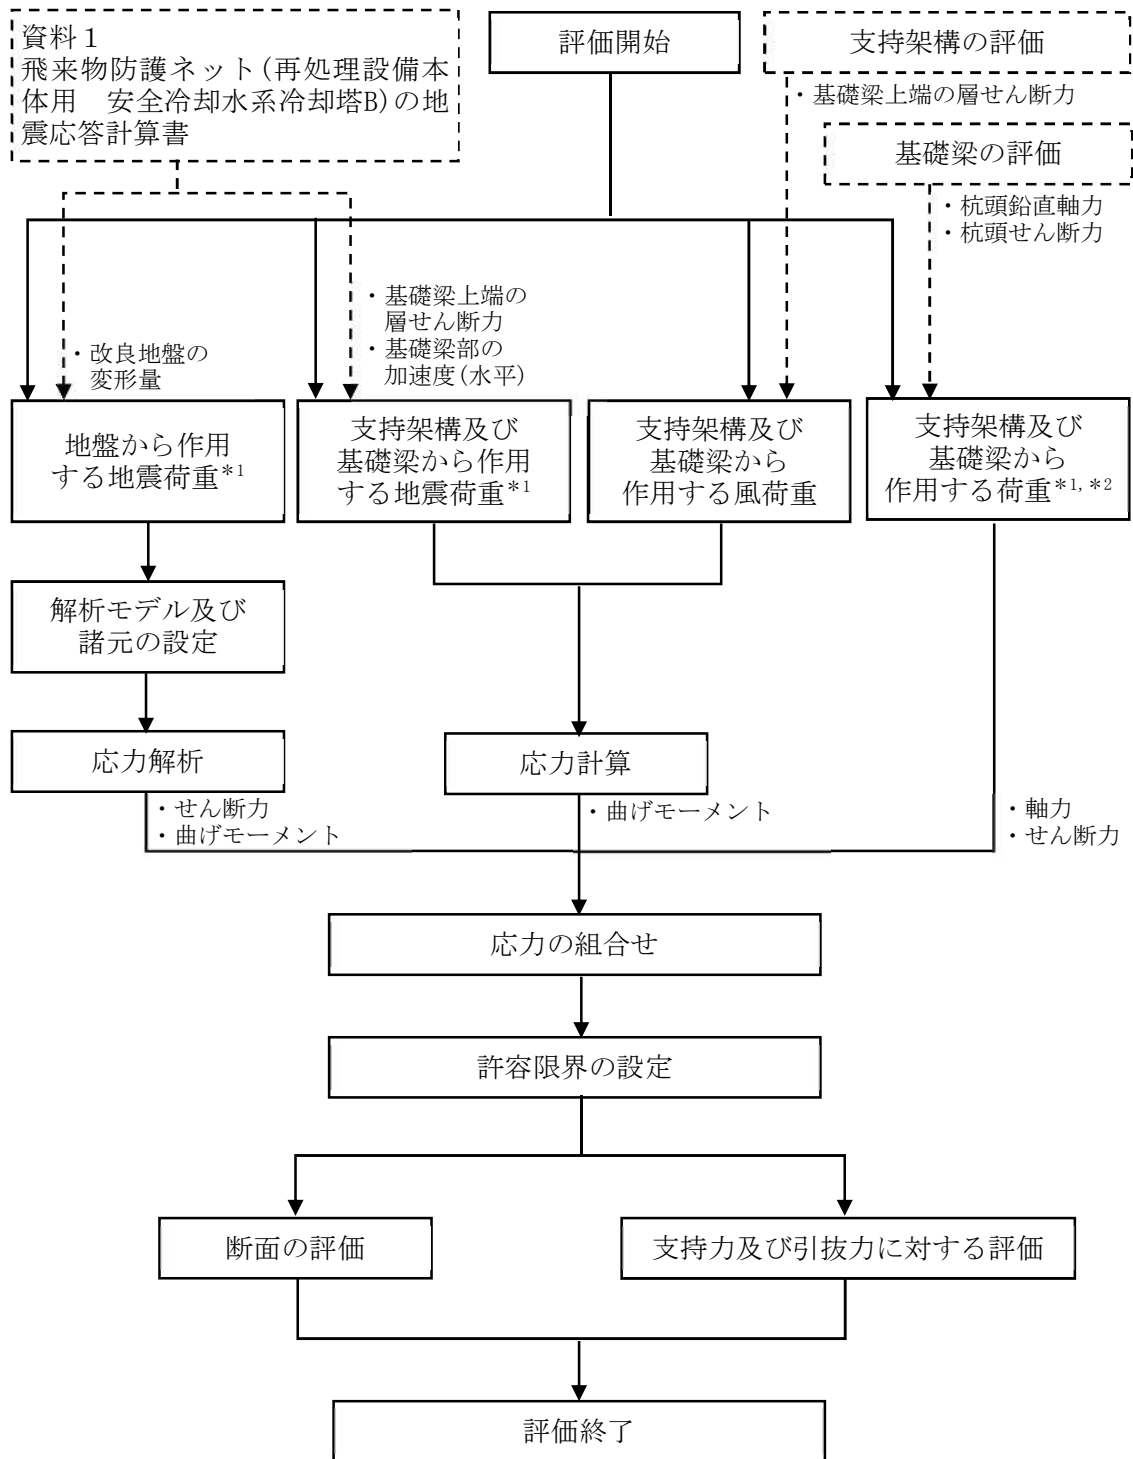 資料１
飛来物防護ネット(再処理設備本
体用　安全冷却水系冷却塔B)の地
震応答計算書
評価開始
支持架構の評価
・基礎梁上端の層せん断力
基礎梁の評価
・杭頭鉛直軸力
・杭頭せん断力
・改良地盤の
変形量
・基礎梁上端の
層せん断力
・基礎梁部の
加速度(水平)
地盤から作用
する地震荷重*1
支持架構及び
基礎梁から作用
する地震荷重*1
支持架構及び
基礎梁から
作用する風荷重
支持架構及び
基礎梁から
作用する荷重*1, *2
解析モデル及び
諸元の設定
応力解析
応力計算
・せん断力
・曲げモーメント
・曲げモーメント
・軸力
・せん断力
応力の組合せ
許容限界の設定
断面の評価
支持力及び引抜力に対する評価
評価終了